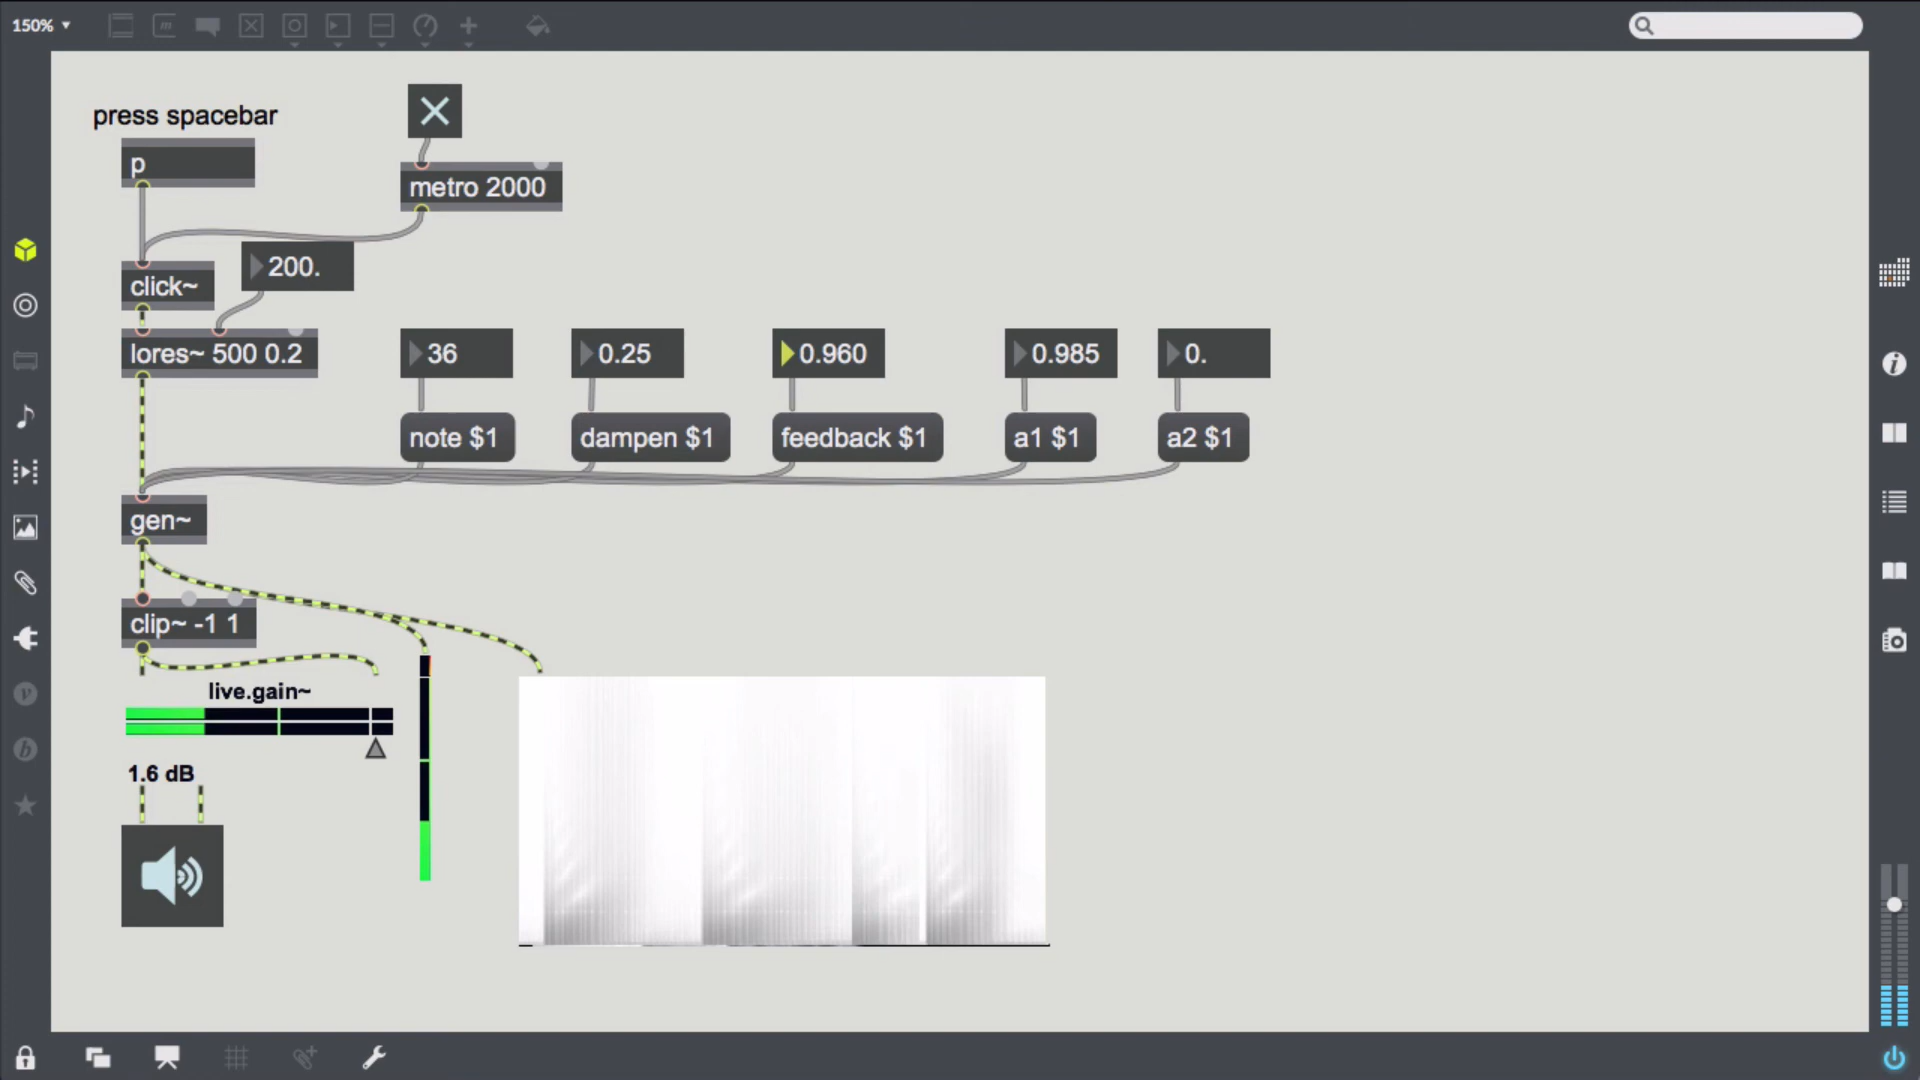 150%
press spacebar
p
metro 2000
click~
200.
lores~ 500 0.2
36
0.25
0.960
0.985
0.
note $1
dampen $1
feedback $1
a1 $1
a2 $1
gen~
clip~ -1 1
live.gain~
1.6 dB